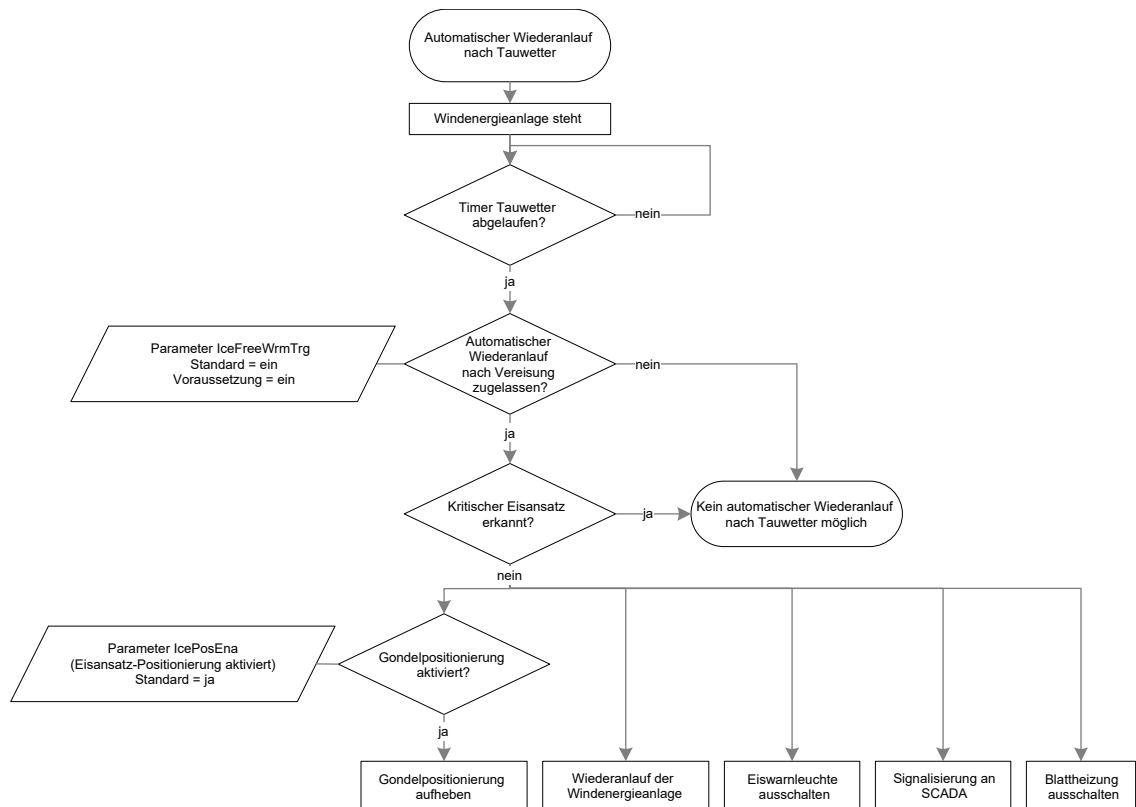 Automatischer Wiederanlauf
nach Tauwetter
Windenergieanlage steht
Timer Tauwetter
abgelaufen?
nein
ja
Parameter IceFreeWrmTrg
Standard = ein
Voraussetzung = ein
Automatischer
Wiederanlauf
nach Vereisung
zugelassen?
nein
ja
Kritischer Eisansatz
erkannt?
ja
Kein automatischer Wiederanlauf
nach Tauwetter möglich
nein
Parameter IcePosEna
(Eisansatz-Positionierung aktiviert)
Standard = ja
Gondelpositionierung
aktiviert?
ja
Gondelpositionierung
aufheben
Wiederanlauf der
Windenergieanlage
Eiswarnleuchte
ausschalten
Signalisierung an
SCADA
Blattheizung
ausschalten